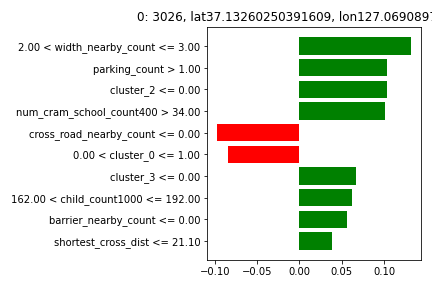 0: 3026, lat37.13260250391609, lon127.0690897
2.00 < width_nearby_count <= 3.00
parking_count > 1.00
cluster_2 <= 0.00
num_cram_school_count400 > 34.00
cross_road_nearby_count <= 0.00
0.00 < cluster_0 <= 1.00
cluster_3 <= 0.00
162.00 < child_count1000 <= 192.00
barrier_nearby_count <= 0.00
shortest_cross_dist <= 21.10
−0.10 −0.05 0.00 0.05 0.10